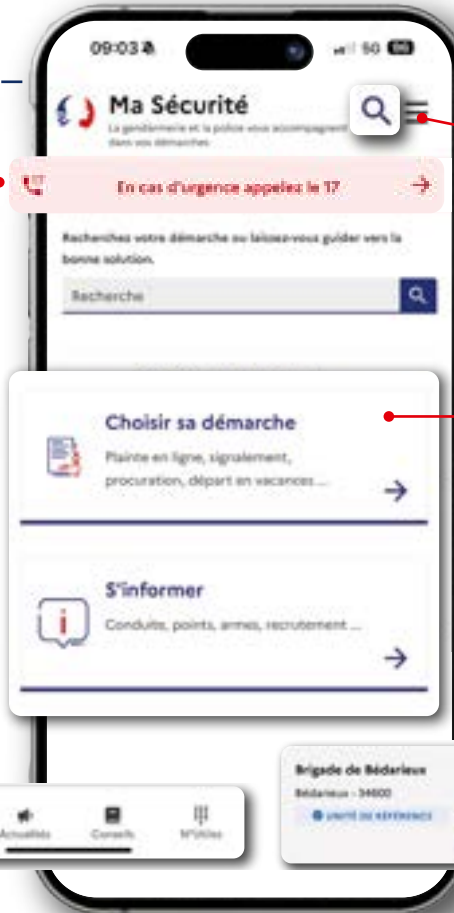 09:03
5G
Ma Sécurité
La gendarmerie et la police vous accompagnent
dans vos démarches
En cas d'urgence appelez le 17
Recherchez votre démarche ou laissez-vous guider vers la
bonne solution.
Recherche
Choisir sa démarche
Plainte en ligne, signalement,
procuration, départ en vacances ...
S'informer
Conduite, points, armes, recrutement ...
Brigade de Bédarieux
Bédarieux - 34600
UNITÉ DE RÉFÉRENCE
Actualités
Conseils
N°Utiles